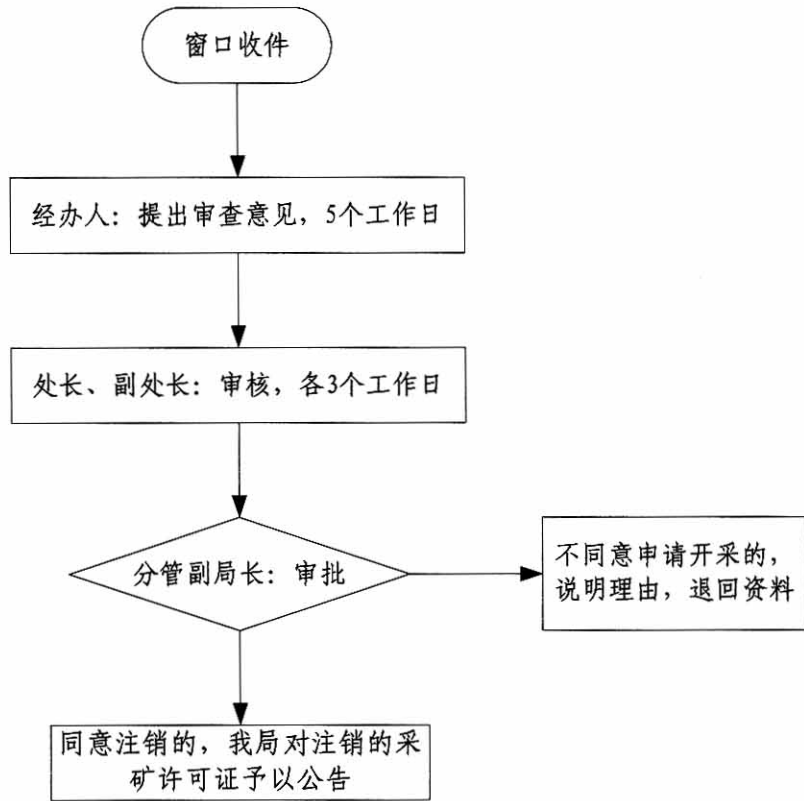 窗口收件
经办人：提出审查意见，5个工作日
处长、副处长：审核，各3个工作日
分管副局长：审批
不同意申请开采的，
说明理由，退回资料
同意注销的，我局对注销的采
矿许可证予以公告